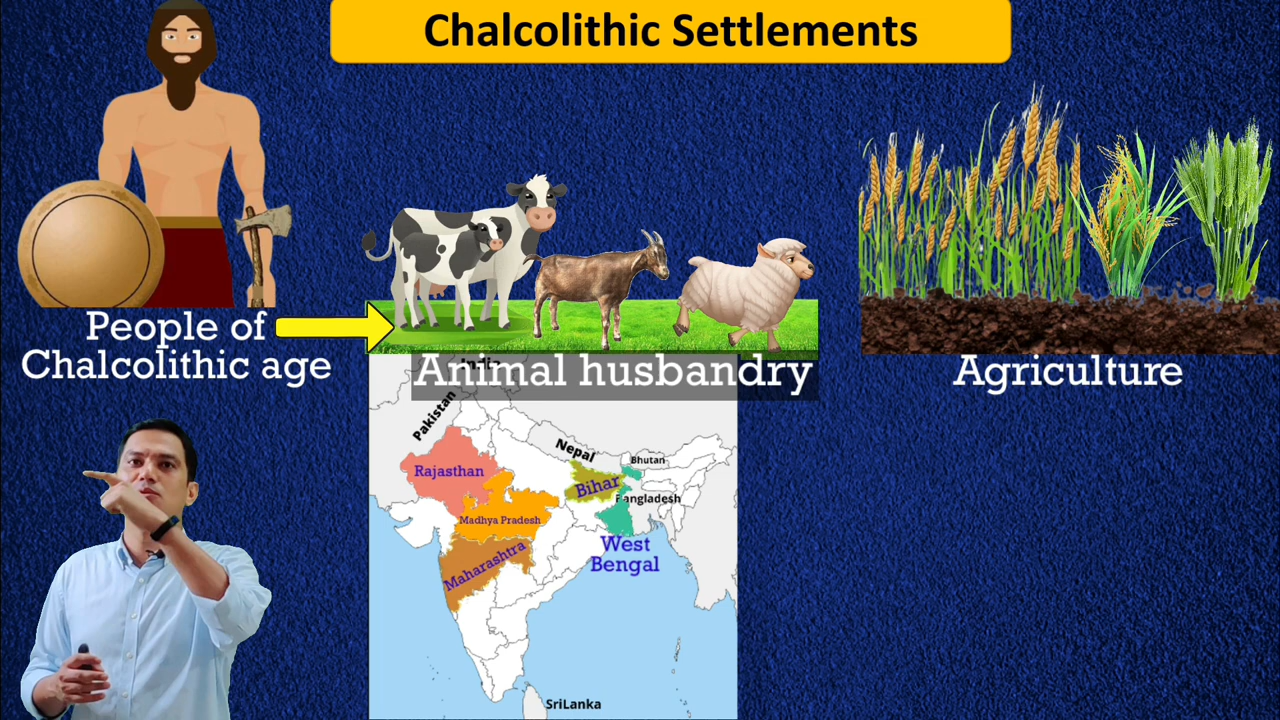 Chalcolithic Settlements
People of
Chalcolithic age
Animal husbandry
Agriculture
India
Pakistan
Nepal
Bhutan
Rajasthan
Bihar
Bangladesh
Madhya Pradesh
West
Bengal
Maharashtra
SriLanka